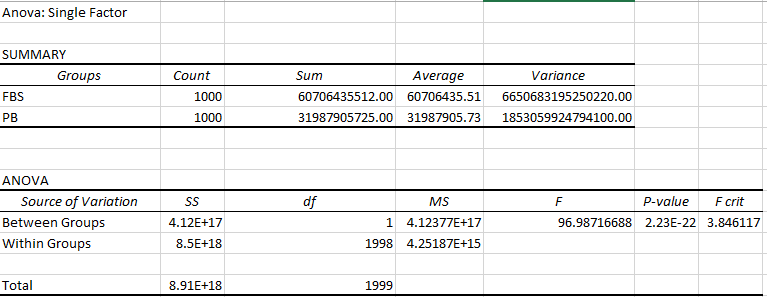 Anova: Single Factor
SUMMARY
Groups Count Sum Average Variance
FBS 1000 60706435512.00 60706435.51 6650683195250220.00
PB 1000 31987905725.00 31987905.73 1853059924794100.00
ANOVA
Source of Variation SS df MS F P-value F crit
Between Groups 4.12E+17 1 4.12377E+17 96.98716688 2.23E-22 3.846117
Within Groups 8.5E+18 1998 4.25187E+15
Total 8.91E+18 1999